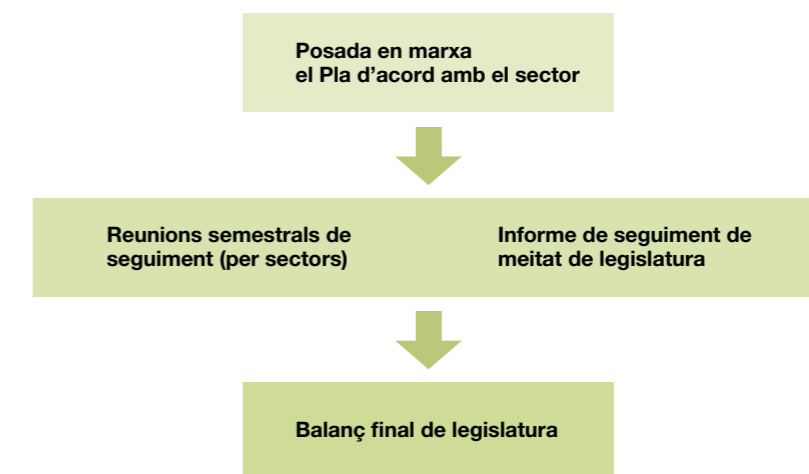 Posada en marxa
el Pla d’acord amb el sector
Reunions semestrals de
seguiment (per sectors)
Informe de seguiment de
meitat de legislatura
Balanç final de legislatura